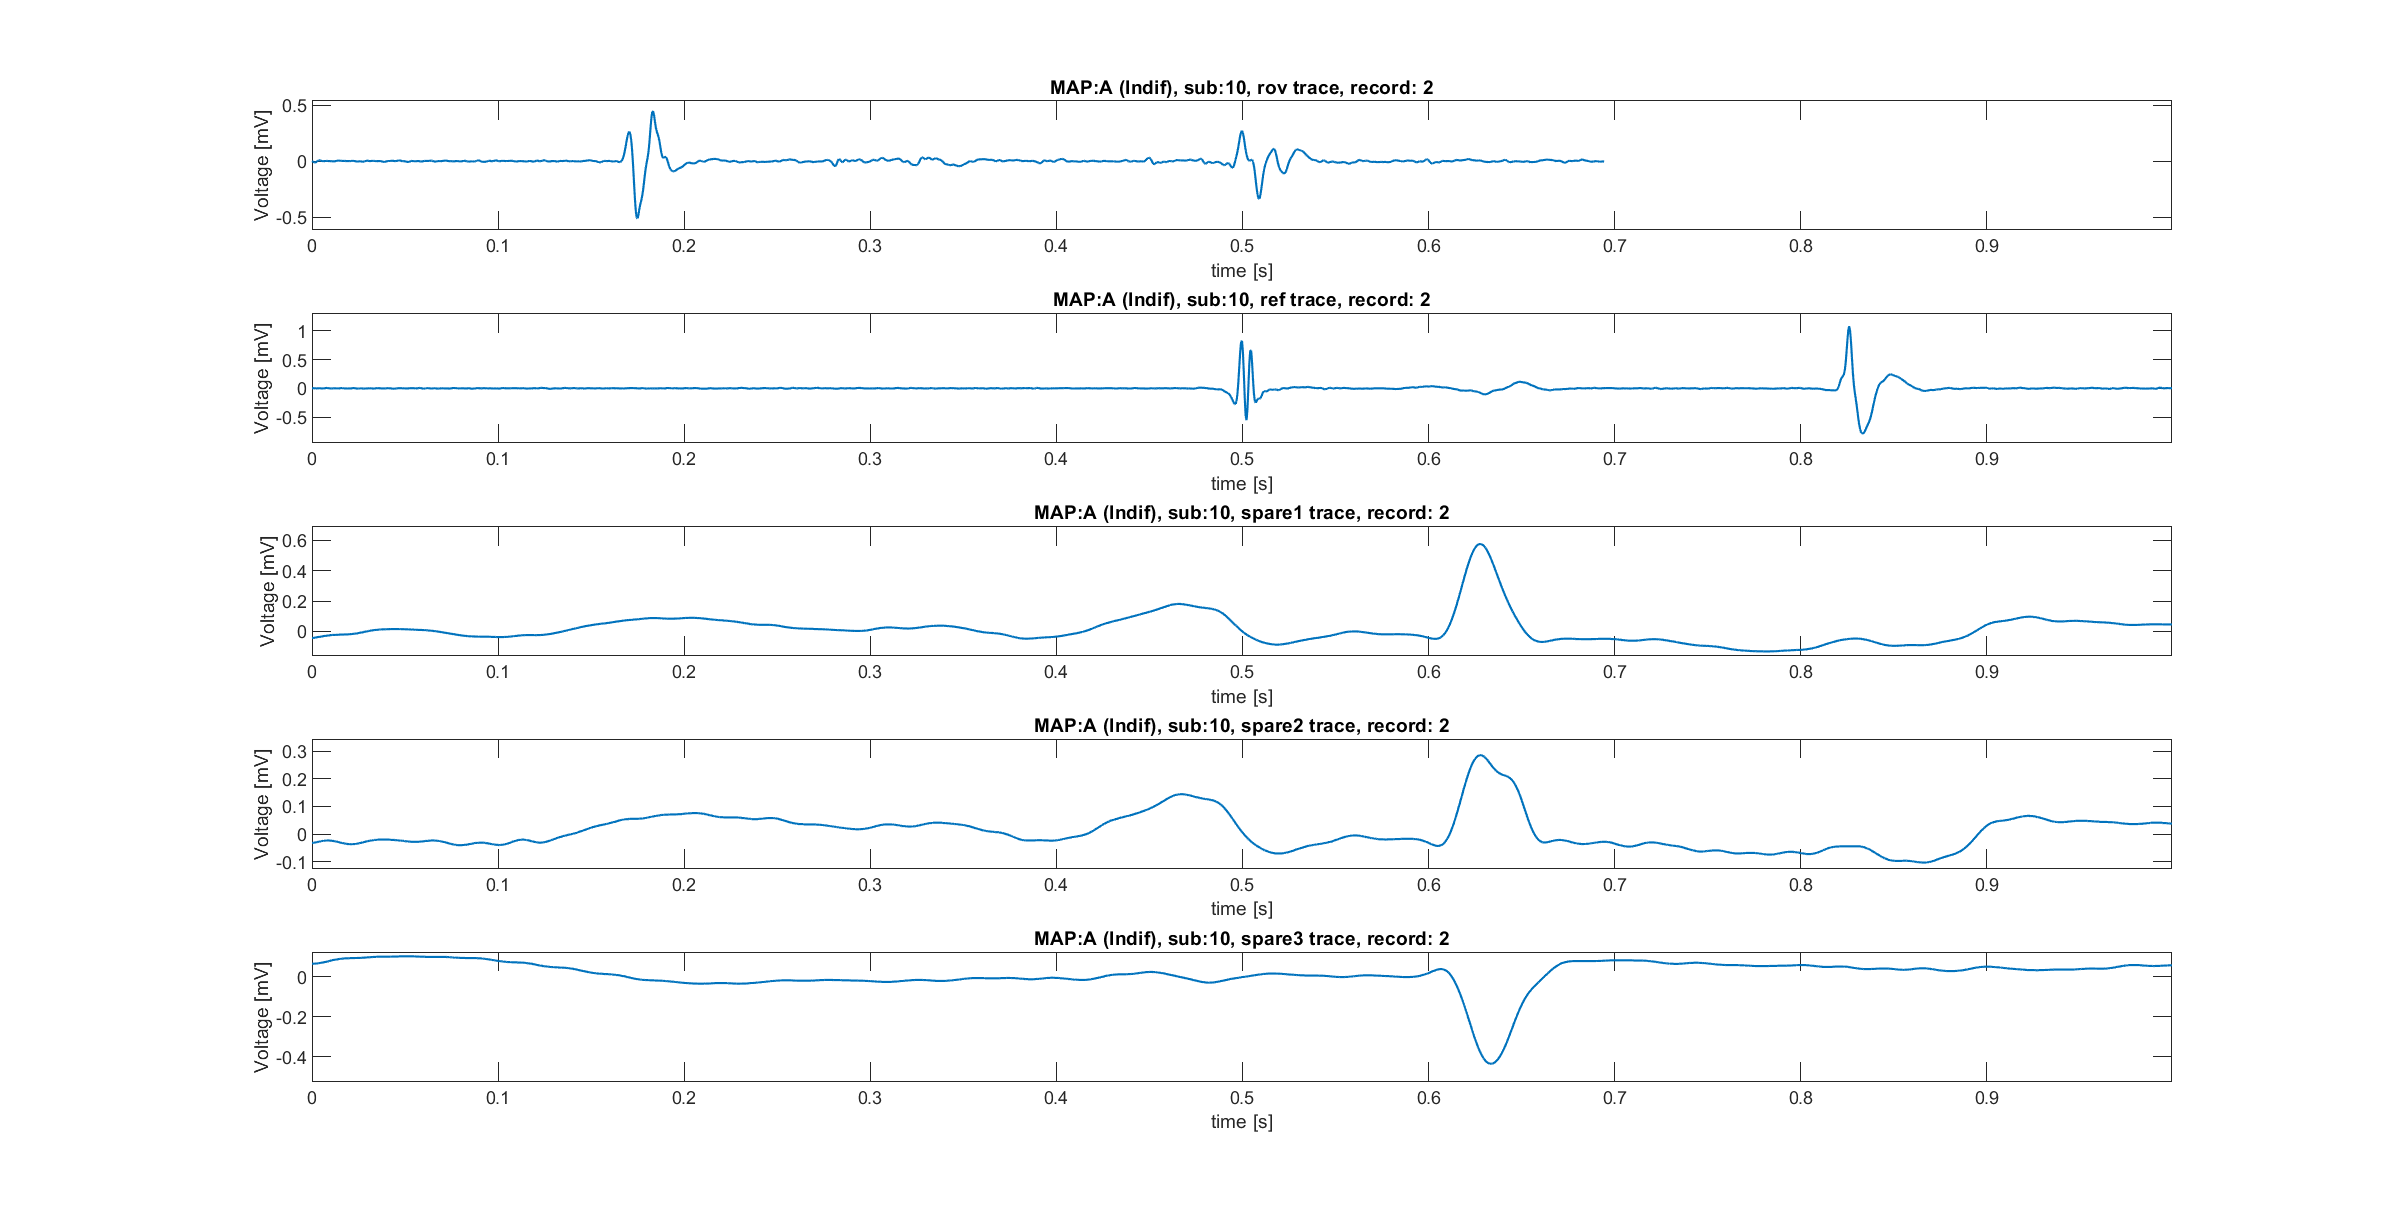 MAP:A (Indif), sub:10, rov trace, record: 2
Voltage [mV]
0.5
0
-0.5
0 0.1 0.2 0.3 0.4 0.5 0.6 0.7 0.8 0.9
time [s]
MAP:A (Indif), sub:10, ref trace, record: 2
Voltage [mV]
1
0.5
0
-0.5
0 0.1 0.2 0.3 0.4 0.5 0.6 0.7 0.8 0.9
time [s]
MAP:A (Indif), sub:10, spare1 trace, record: 2
Voltage [mV]
0.6
0.4
0.2
0
0 0.1 0.2 0.3 0.4 0.5 0.6 0.7 0.8 0.9
time [s]
MAP:A (Indif), sub:10, spare2 trace, record: 2
Voltage [mV]
0.3
0.2
0.1
0
-0.1
0 0.1 0.2 0.3 0.4 0.5 0.6 0.7 0.8 0.9
time [s]
MAP:A (Indif), sub:10, spare3 trace, record: 2
Voltage [mV]
0
-0.2
-0.4
0 0.1 0.2 0.3 0.4 0.5 0.6 0.7 0.8 0.9
time [s]